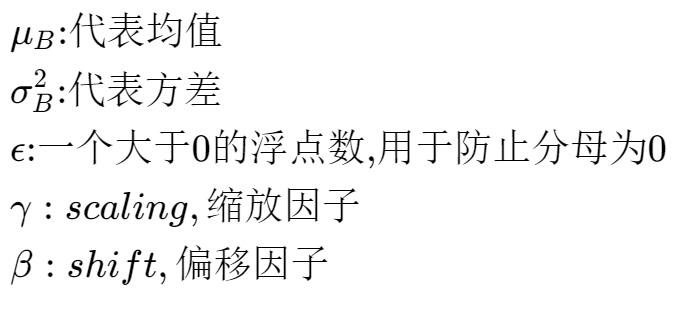 μ_B:代表均值
σ_B^2:代表方差
ϵ:一个大于0的浮点数,用于防止分母为0
γ : scaling, 缩放因子
β : shift, 偏移因子